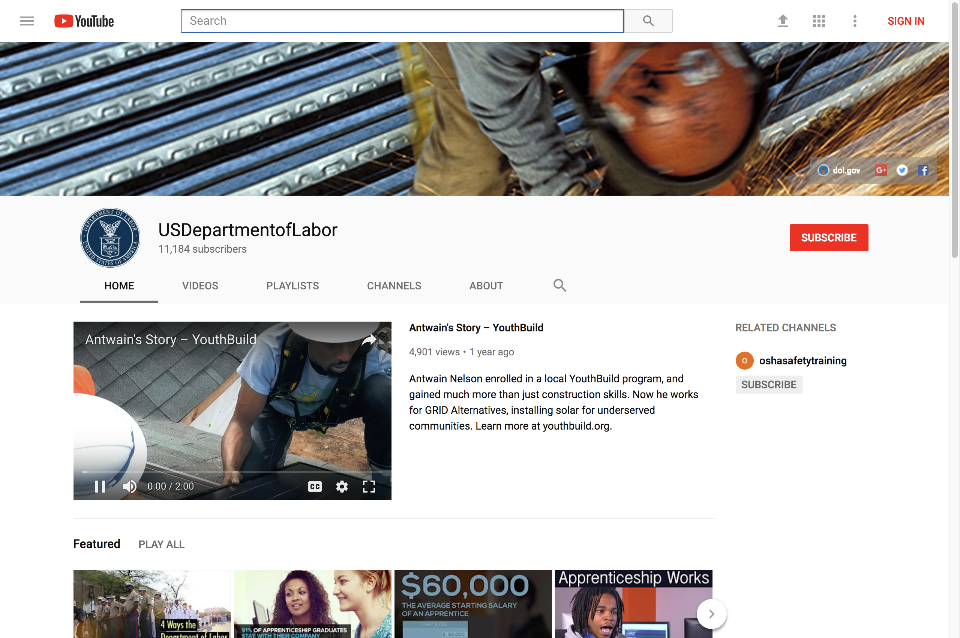 YouTube
Search
SIGN IN
dol.gov
G+
USDepartmentofLabor
11,184 subscribers
SUBSCRIBE
HOME
VIDEOS
PLAYLISTS
CHANNELS
ABOUT
Antwain's Story – YouthBuild
0:00 / 2:00
CC
Antwain's Story – YouthBuild
4,901 views • 1 year ago
Antwain Nelson enrolled in a local YouthBuild program, and
gained much more than just construction skills. Now he works
for GRID Alternatives, installing solar for underserved
communities. Learn more at youthbuild.org.
RELATED CHANNELS
O
oshasafetytraining
SUBSCRIBE
Featured
PLAY ALL
4 Ways the
Department of Labor
91% OF APPRENTICESHIP GRADUATES
STAY WITH THEIR COMPANY
$60,000
THE AVERAGE STARTING SALARY
OF AN APPRENTICE
Apprenticeship Works